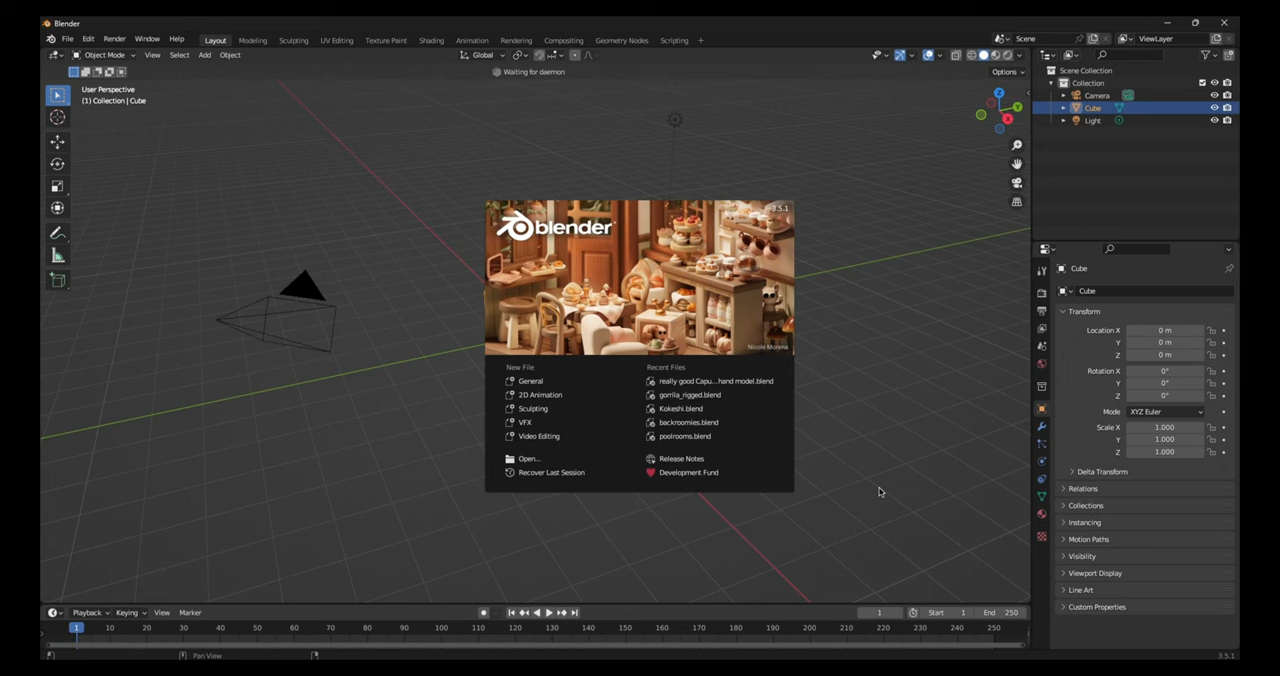 Blender
File Edit Render Window Help Layout Modeling Sculpting UV Editing Texture Paint Shading Animation Rendering Compositing Geometry Nodes Scripting + Scene ViewLayer
Object Mode View Select Add Object Global
Waiting for daemon
Options
User Perspective
(1) Collection | Cube
Z
Y
X
Scene Collection
Collection
Camera
Cube
Light
blender
3.5.1
New File
General
2D Animation
Sculpting
VFX
Video Editing
Open...
Recover Last Session
Recent Files
really good Capu...hand model.blend
gorrila_rigged.blend
Kokeshi.blend
backroomies.blend
poolrooms.blend
Release Notes
Development Fund
Cube
Cube
Transform
Location X 0 m
Y 0 m
Z 0 m
Rotation X 0°
Y 0°
Z 0°
Mode XYZ Euler
Scale X 1.000
Y 1.000
Z 1.000
Delta Transform
Relations
Collections
Instancing
Motion Paths
Visibility
Viewport Display
Line Art
Custom Properties
Playback Keying View Marker 1 Start 1 End 250
1 10 20 30 40 50 60 70 80 90 100 110 120 130 140 150 160 170 180 190 200 210 220 230 240 250
Pan View
3.5.1